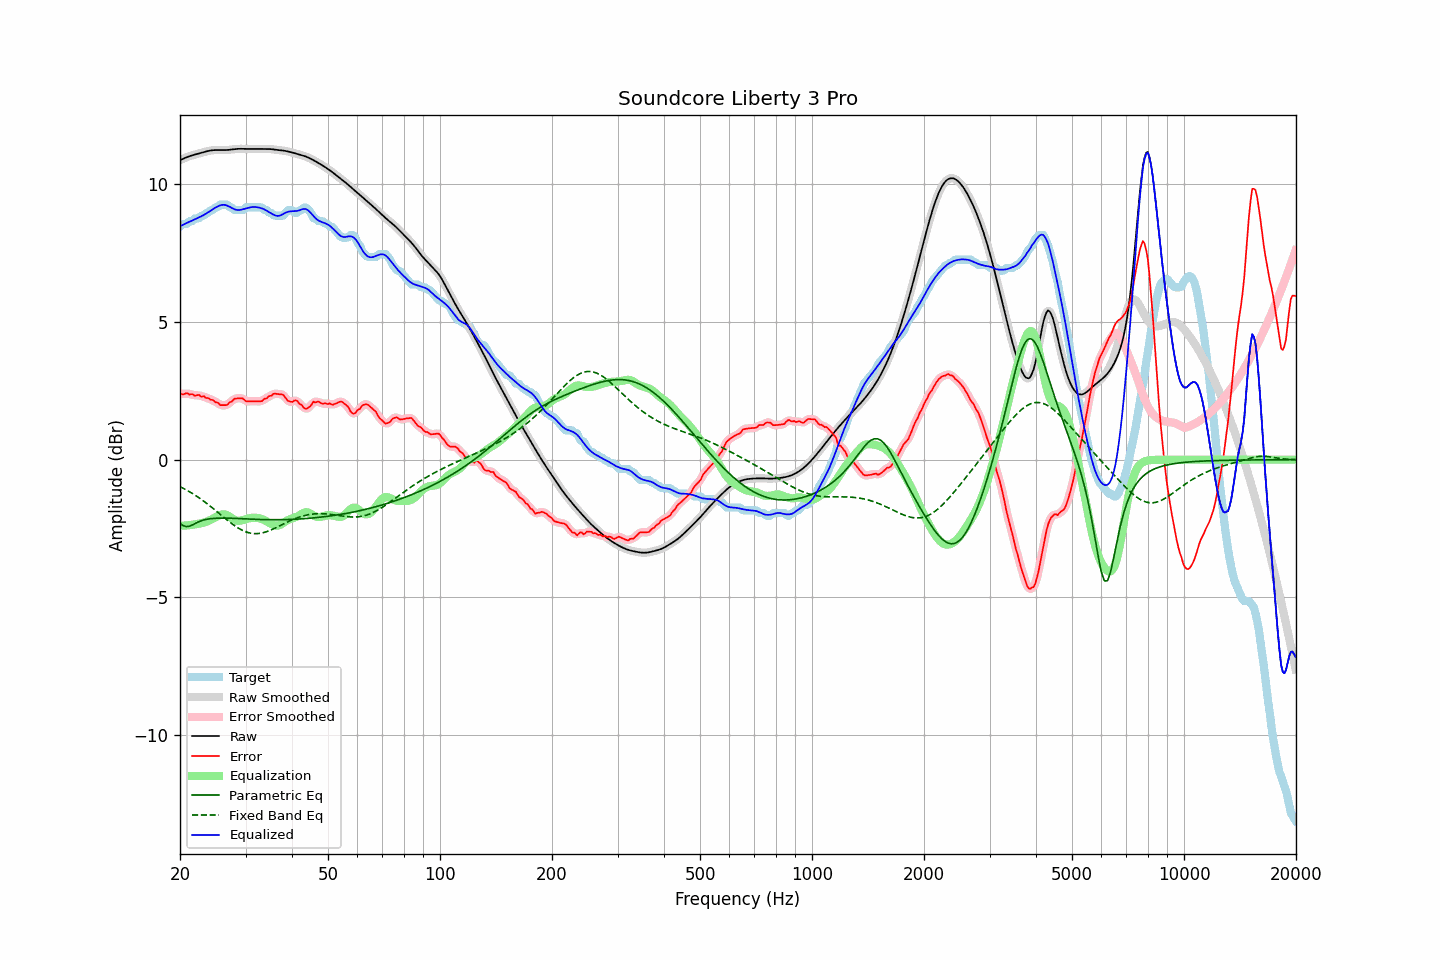 Soundcore Liberty 3 Pro
Amplitude (dBr)
10
5
0
−5
−10
Target
Raw Smoothed
Error Smoothed
Raw
Error
Equalization
Parametric Eq
Fixed Band Eq
Equalized
20 50 100 200 500 1000 2000 5000 10000 20000
Frequency (Hz)